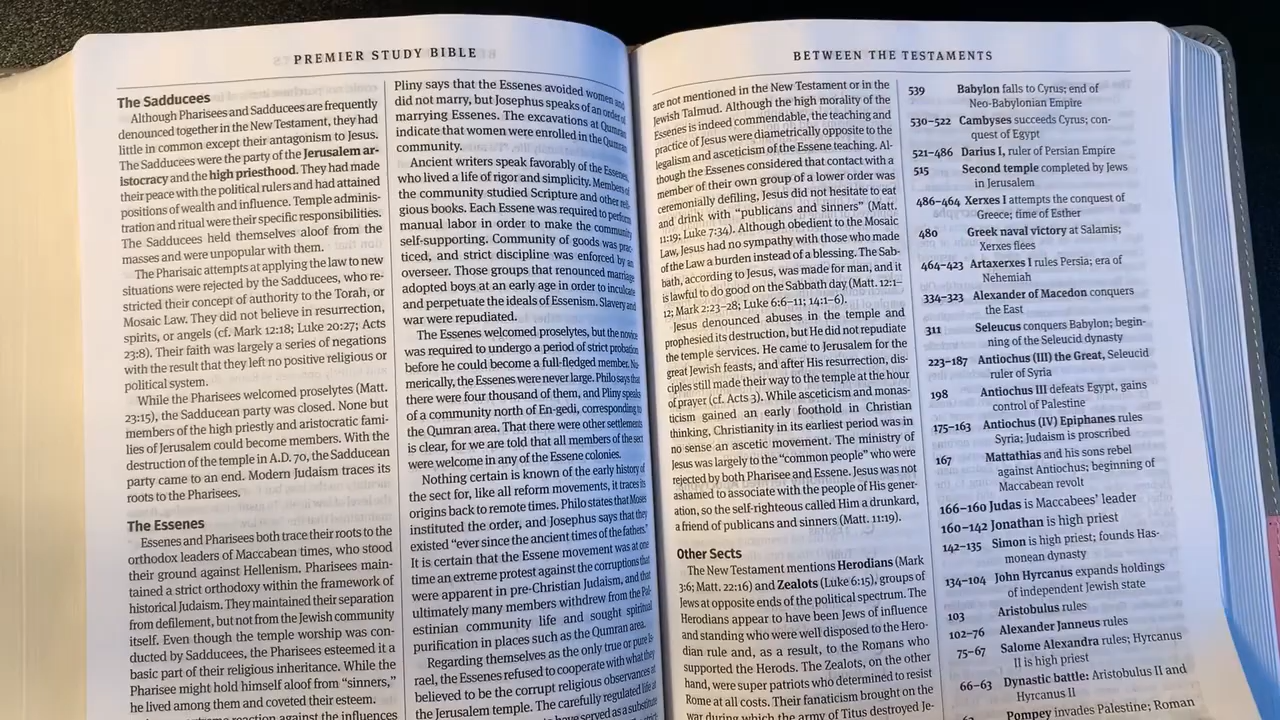 PREMIER STUDY BIBLE
The Sadducees
Although Pharisees and Sadducees are frequently
denounced together in the New Testament, they had
little in common except their antagonism to Jesus.
The Sadducees were the party of the Jerusalem ar-
istocracy and the high priesthood. They had made
their peace with the political rulers and had attained
positions of wealth and influence. Temple adminis-
tration and ritual were their specific responsibilities.
The Sadducees held themselves aloof from the
masses and were unpopular with them.
The Pharisaic attempts at applying the law to new
situations were rejected by the Sadducees, who re-
stricted their concept of authority to the Torah, or
Mosaic Law. They did not believe in resurrection,
spirits, or angels (cf. Mark 12:18; Luke 20:27; Acts
23:8). Their faith was largely a series of negations
with the result that they left no positive religious or
political system.
While the Pharisees welcomed proselytes (Matt.
23:15), the Sadducean party was closed. None but
members of the high priestly and aristocratic fami-
lies of Jerusalem could become members. With the
destruction of the temple in A.D. 70, the Sadducean
party came to an end. Modern Judaism traces its
roots to the Pharisees.
The Essenes
Essenes and Pharisees both trace their roots to the
orthodox leaders of Maccabean times, who stood
their ground against Hellenism. Pharisees main-
tained a strict orthodoxy within the framework of
historical Judaism. They maintained their separation
from defilement, but not from the Jewish community
itself. Even though the temple worship was con-
ducted by Sadducees, the Pharisees esteemed it a
basic part of their religious inheritance. While the
Pharisee might hold himself aloof from “sinners,”
he lived among them and coveted their esteem.
reaction against the influences
Pliny says that the Essenes avoided women and
did not marry, but Josephus speaks of an order of
marrying Essenes. The excavations at Qumran
indicate that women were enrolled in the Qumran
community.
Ancient writers speak favorably of the Essenes,
who lived a life of rigor and simplicity. Members of
the community studied Scripture and other reli-
gious books. Each Essene was required to perform
manual labor in order to make the community
self-supporting. Community of goods was prac-
ticed, and strict discipline was enforced by an
overseer. Those groups that renounced marriage
adopted boys at an early age in order to inculcate
and perpetuate the ideals of Essenism. Slavery and
war were repudiated.
The Essenes welcomed proselytes, but the novice
was required to undergo a period of strict probation
before he could become a full-fledged member. Nu-
merically, the Essenes were never large. Philo says that
there were four thousand of them, and Pliny speaks
of a community north of En-gedi, corresponding to
the Qumran area. That there were other settlements
is clear, for we are told that all members of the sect
were welcome in any of the Essene colonies.
Nothing certain is known of the early history of
the sect for, like all reform movements, it traces its
origins back to remote times. Philo states that Moses
instituted the order, and Josephus says that they
existed “ever since the ancient times of the fathers.”
It is certain that the Essene movement was at one
time an extreme protest against the corruptions that
were apparent in pre-Christian Judaism, and that
ultimately many members withdrew from the Pal-
estinian community life and sought spiritual
purification in places such as the Qumran area.
Regarding themselves as the only true or pure Is-
rael, the Essenes refused to cooperate with what they
believed to be the corrupt religious observances at
the Jerusalem temple. The carefully regulated life at
have served as a substitute
BETWEEN THE TESTAMENTS
are not mentioned in the New Testament or in the
Jewish Talmud. Although the high morality of the
Essenes is indeed commendable, the teaching and
practice of Jesus were diametrically opposite to the
legalism and asceticism of the Essene teaching. Al-
though the Essenes considered that contact with a
member of their own group of a lower order was
ceremonially defiling, Jesus did not hesitate to eat
and drink with “publicans and sinners” (Matt.
11:19; Luke 7:34). Although obedient to the Mosaic
Law, Jesus had no sympathy with those who made
of the Law a burden instead of a blessing. The Sab-
bath, according to Jesus, was made for man, and it
is lawful to do good on the Sabbath day (Matt. 12:1–
12; Mark 2:23–28; Luke 6:6–11; 14:1–6).
Jesus denounced abuses in the temple and
prophesied its destruction, but He did not repudiate
the temple services. He came to Jerusalem for the
great Jewish feasts, and after His resurrection, dis-
ciples still made their way to the temple at the hour
of prayer (cf. Acts 3). While asceticism and monas-
ticism gained an early foothold in Christian
thinking, Christianity in its earliest period was in
no sense an ascetic movement. The ministry of
Jesus was largely to the “common people” who were
rejected by both Pharisee and Essene. Jesus was not
ashamed to associate with the people of His gener-
ation, so the self-righteous called Him a drunkard,
a friend of publicans and sinners (Matt. 11:19).
Other Sects
The New Testament mentions Herodians (Mark
3:6; Matt. 22:16) and Zealots (Luke 6:15), groups of
Jews at opposite ends of the political spectrum. The
Herodians appear to have been Jews of influence
and standing who were well disposed to the Hero-
dian rule and, as a result, to the Romans who
supported the Herods. The Zealots, on the other
hand, were super patriots who determined to resist
Rome at all costs. Their fanaticism brought on the
war during which the army of Titus destroyed Je-
539 Babylon falls to Cyrus; end of
Neo-Babylonian Empire
530–522 Cambyses succeeds Cyrus; con-
quest of Egypt
521–486 Darius I, ruler of Persian Empire
515 Second temple completed by Jews
in Jerusalem
486–464 Xerxes I attempts the conquest of
Greece; time of Esther
480 Greek naval victory at Salamis;
Xerxes flees
464–423 Artaxerxes I rules Persia; era of
Nehemiah
334–323 Alexander of Macedon conquers
the East
311 Seleucus conquers Babylon; begin-
ning of the Seleucid dynasty
223–187 Antiochus (III) the Great, Seleucid
ruler of Syria
198 Antiochus III defeats Egypt, gains
control of Palestine
175–163 Antiochus (IV) Epiphanes rules
Syria; Judaism is proscribed
167 Mattathias and his sons rebel
against Antiochus; beginning of
Maccabean revolt
166–160 Judas is Maccabees’ leader
160–142 Jonathan is high priest
142–135 Simon is high priest; founds Has-
monean dynasty
134–104 John Hyrcanus expands holdings
of independent Jewish state
103 Aristobulus rules
102–76 Alexander Janneus rules
75–67 Salome Alexandra rules; Hyrcanus
II is high priest
66–63 Dynastic battle: Aristobulus II and
Hyrcanus II
Pompey invades Palestine; Roman